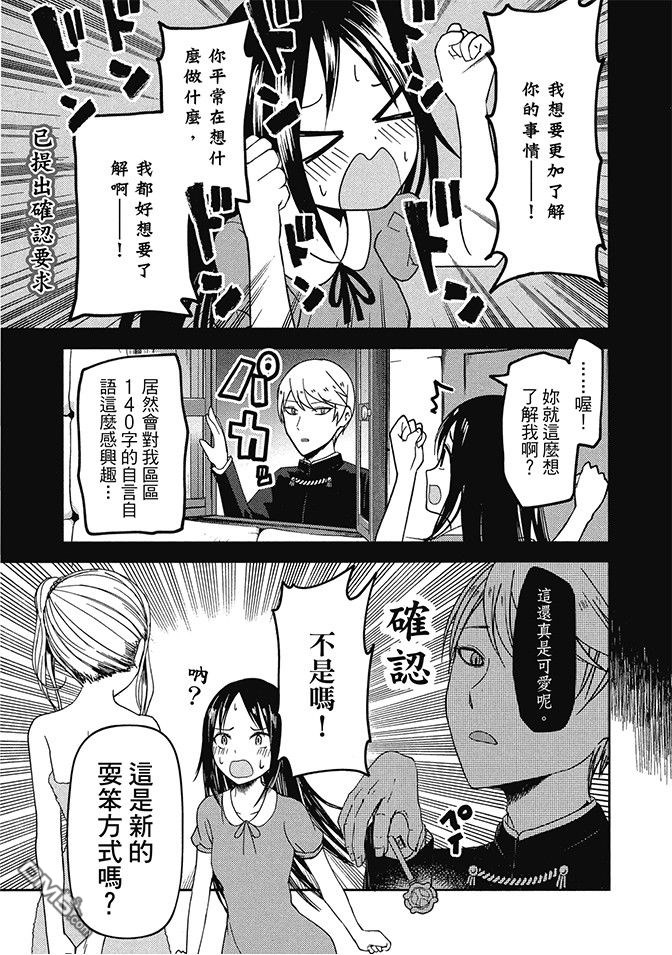 我想要更加了解
你的事情——！
你平常在想什
麼做什麼，
我都好想要了
解啊——！
ドンドンドン
ドンドンドン
已提出確認要求
……喔！
妳就這麼想
了解我啊？
パカッ
居然會對我區區
140字的自言自
語這麼感興趣…
這還真是可愛呢。
確認
ペイ
不是嗎！
吶？
這是新的
耍笨方式嗎？